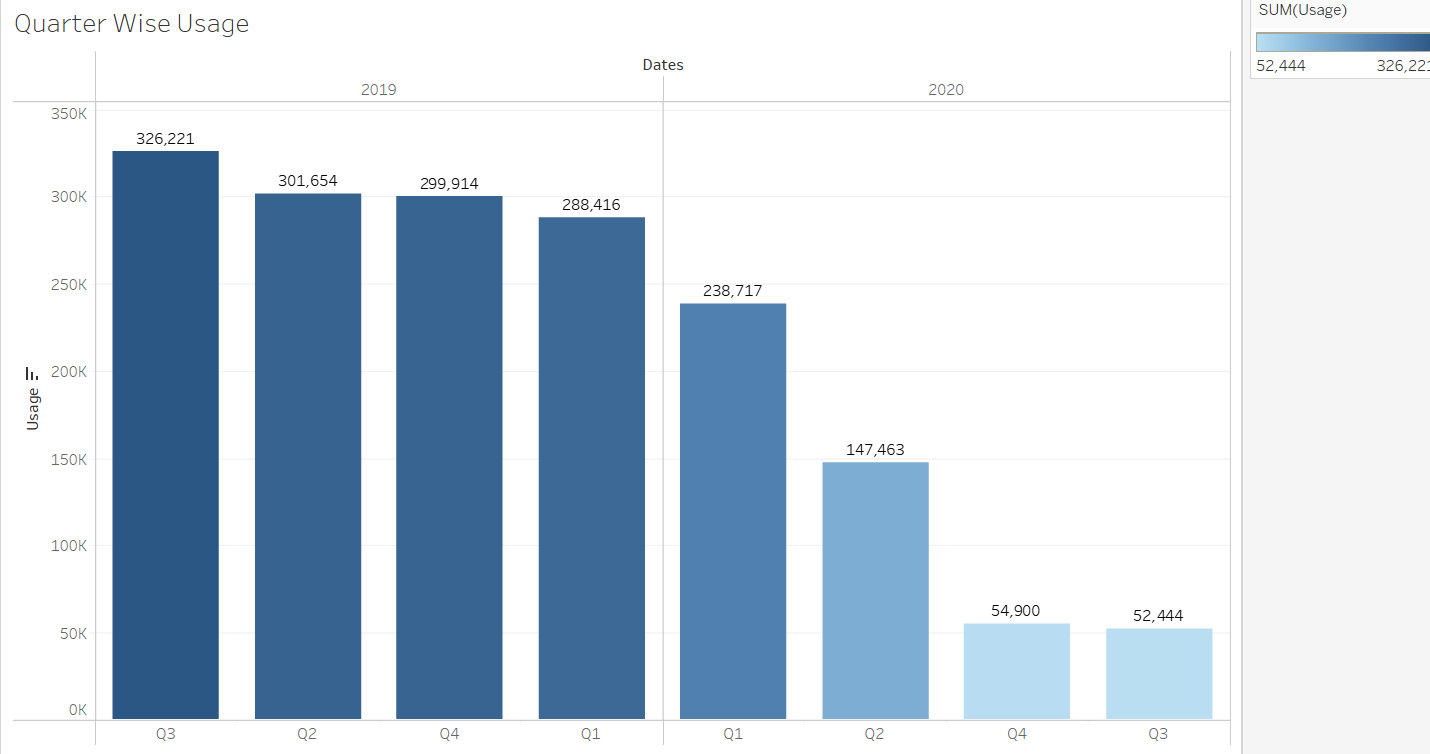 Quarter Wise Usage
SUM(Usage)
52,444 326,221
Dates
2019 2020
350K
300K
250K
200K
150K
100K
50K
0K
Usage
326,221
301,654
299,914
288,416
238,717
147,463
54,900
52,444
Q3 Q2 Q4 Q1 Q1 Q2 Q4 Q3